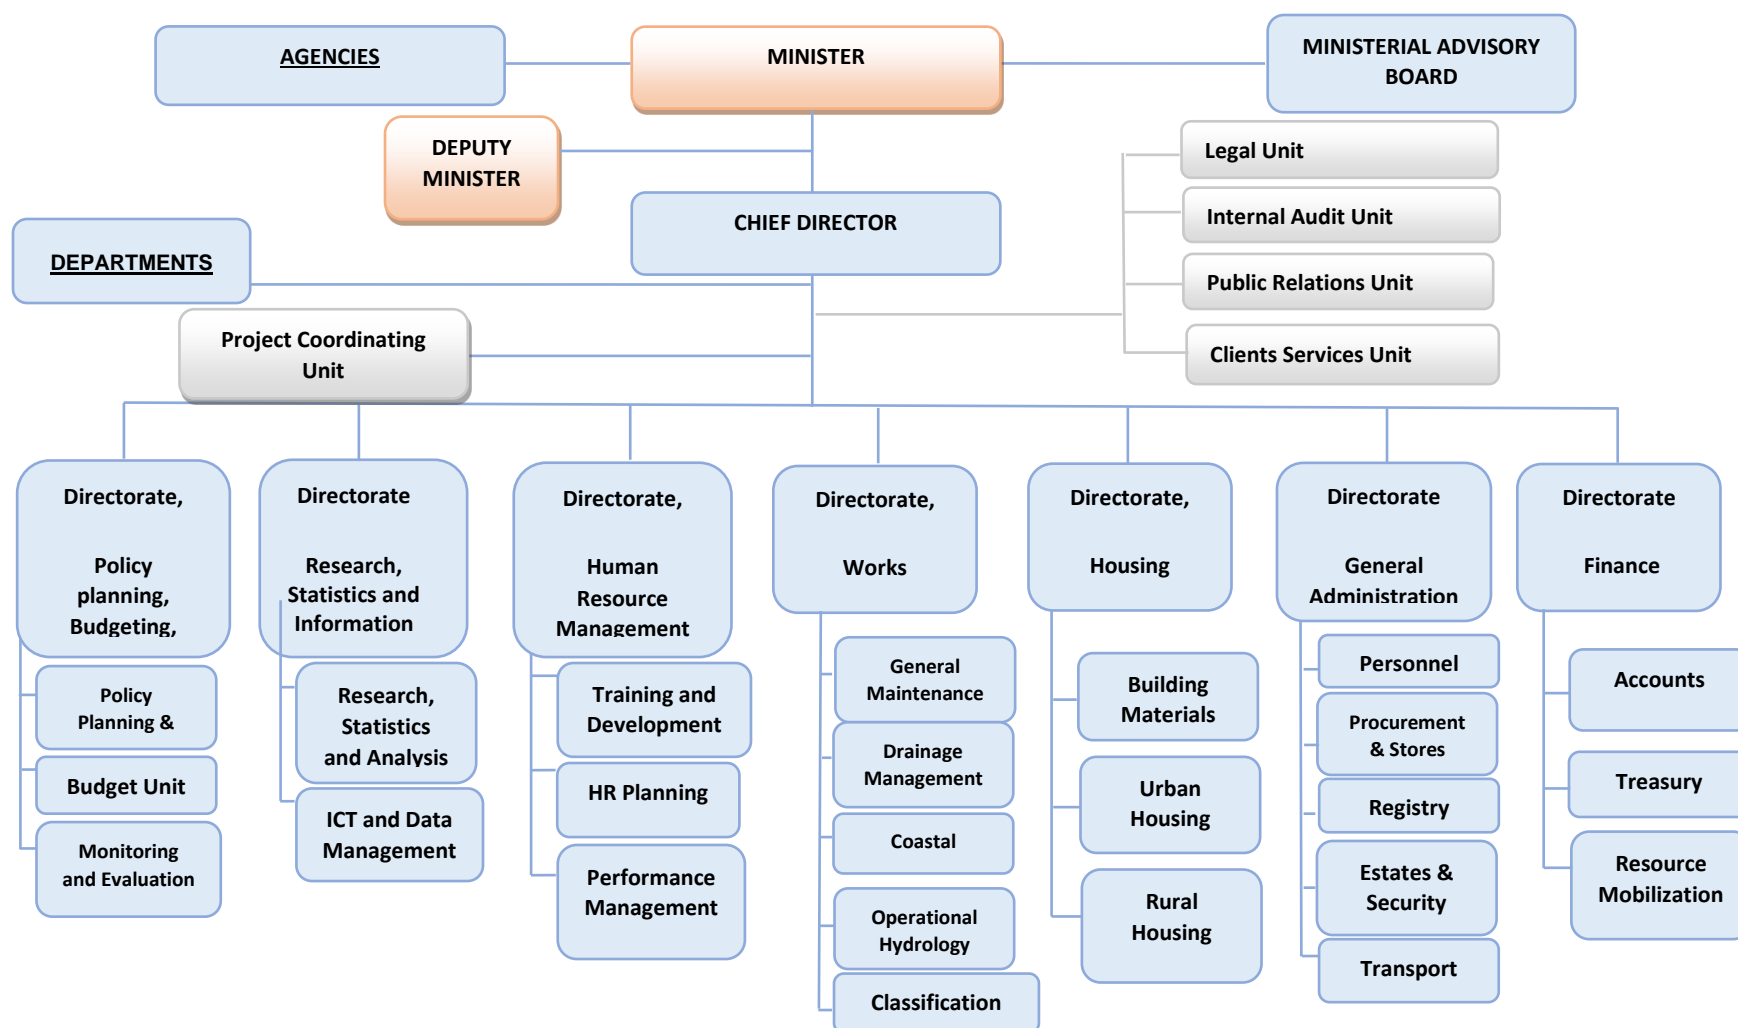 AGENCIES
MINISTER
MINISTERIAL ADVISORY
BOARD
DEPUTY
MINISTER
Legal Unit
CHIEF DIRECTOR
Internal Audit Unit
DEPARTMENTS
Public Relations Unit
Project Coordinating
Unit
Clients Services Unit
Directorate,
Policy
planning,
Budgeting,
Policy
Planning &
Budget Unit
Monitoring
and Evaluation
Directorate
Research,
Statistics and
Information
Research,
Statistics
and Analysis
ICT and Data
Management
Directorate,
Human
Resource
Management
Training and
Development
HR Planning
Performance
Management
Directorate,
Works
General
Maintenance
Drainage
Management
Coastal
Operational
Hydrology
Classification
Directorate,
Housing
Building
Materials
Urban
Housing
Rural
Housing
Directorate
General
Administration
Personnel
Procurement
& Stores
Registry
Estates &
Security
Transport
Directorate
Finance
Accounts
Treasury
Resource
Mobilization